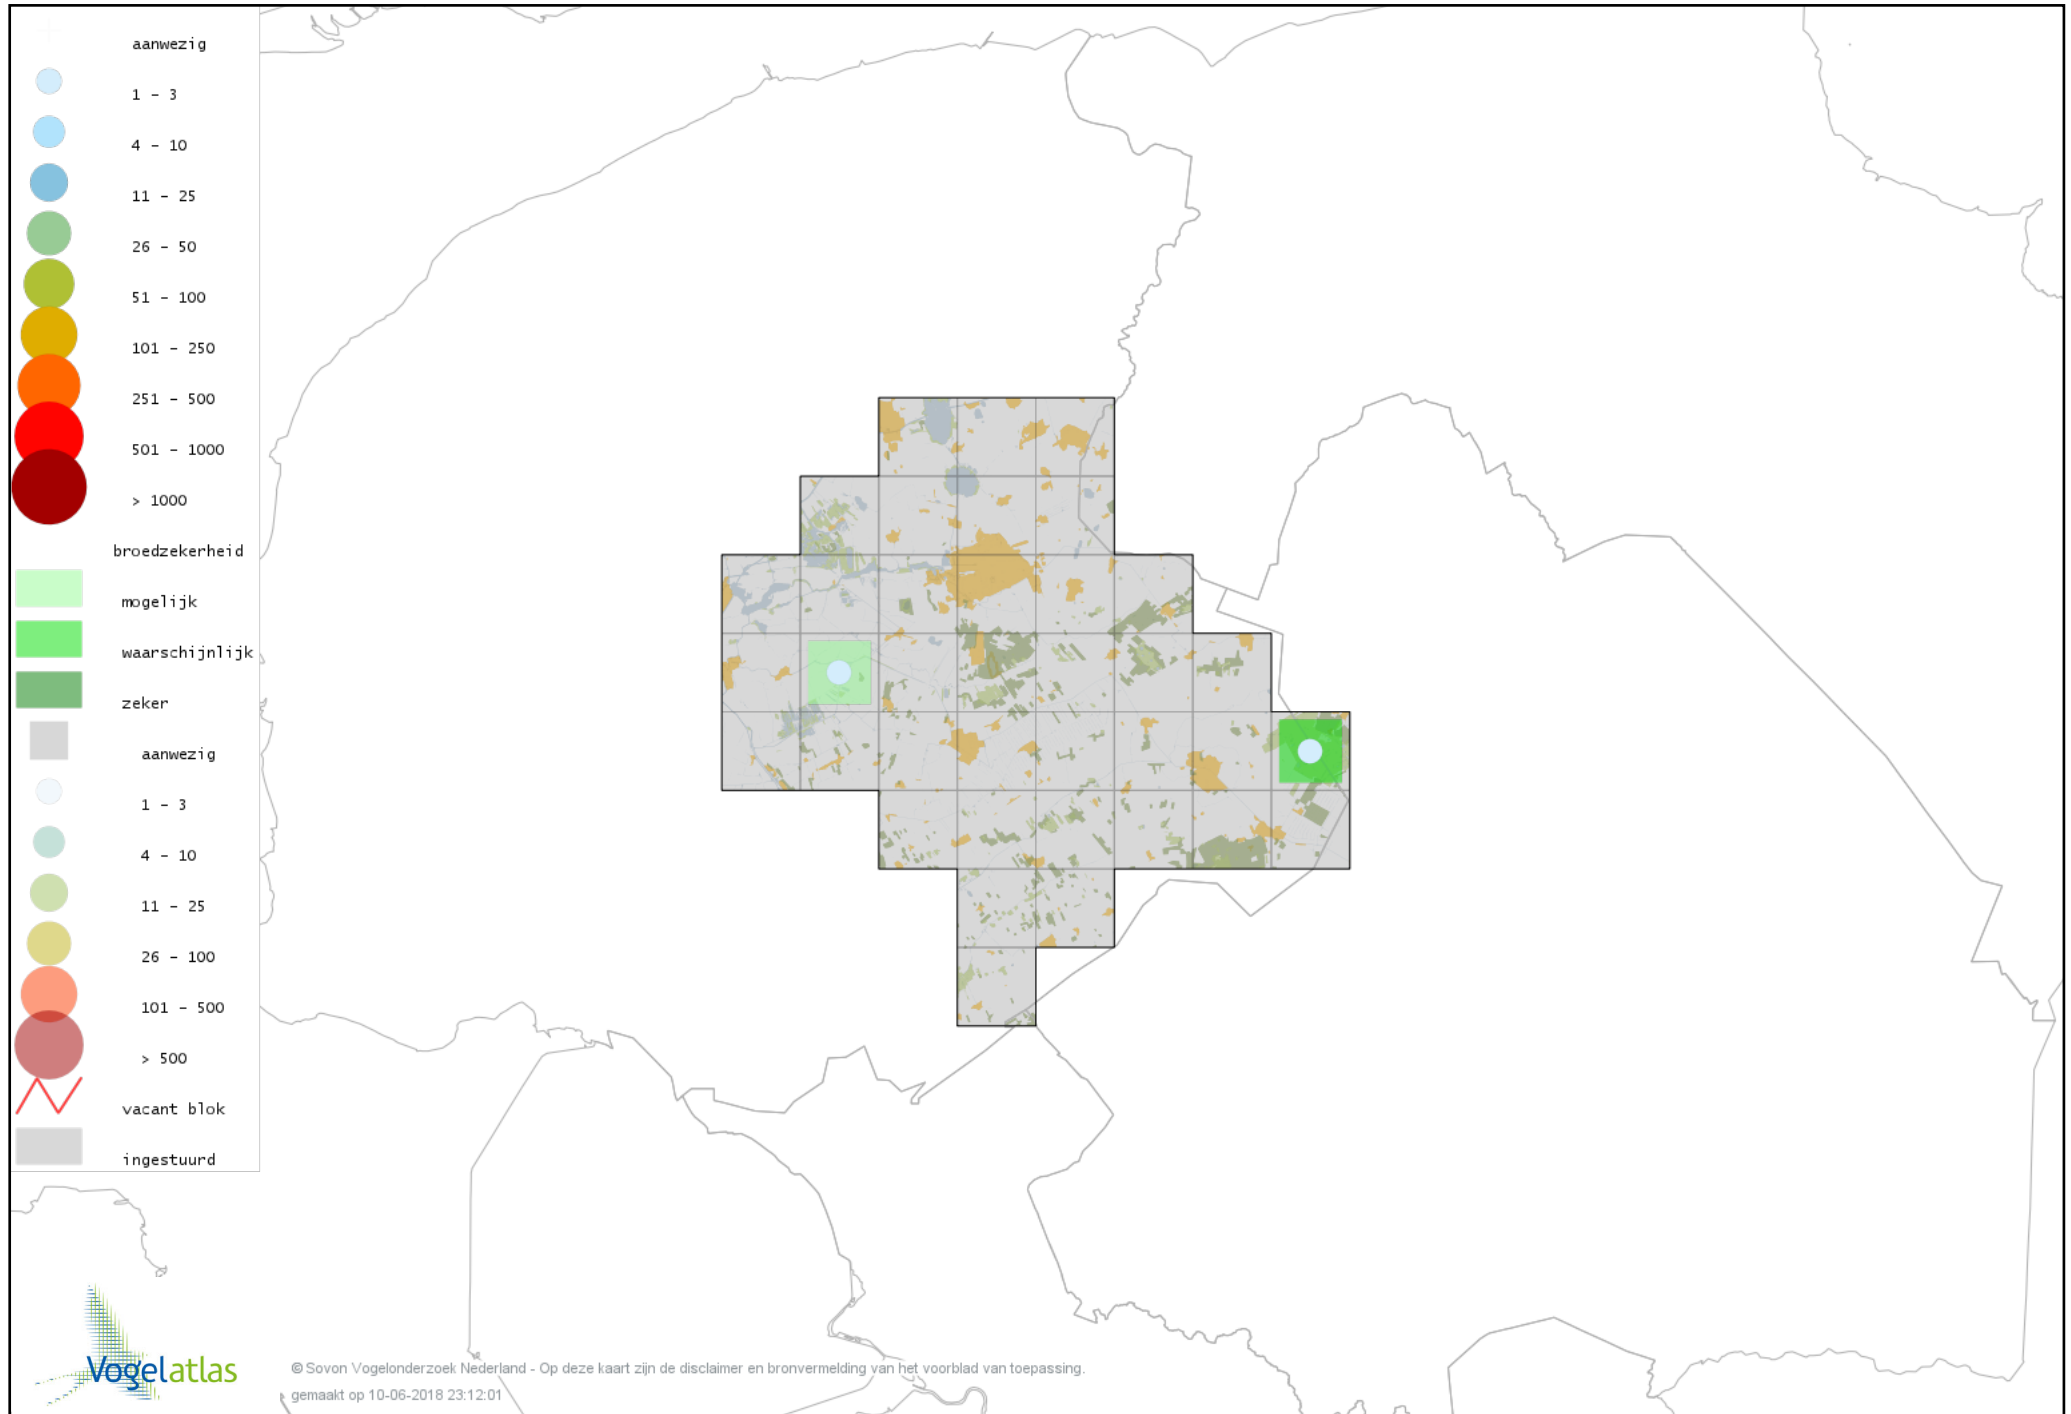 aanwezig
1 - 3
4 - 10
11 - 25
26 - 50
51 - 100
101 - 250
251 - 500
501 - 1000
> 1000
broedzekerheid
mogelijk
waarschijnlijk
zeker
aanwezig
1 - 3
4 - 10
11 - 25
26 - 100
101 - 500
> 500
vacant blok
ingestuurd
Vogelatlas
© Sovon Vogelonderzoek Nederland - Op deze kaart zijn de disclaimer en bronvermelding van het voorblad van toepassing.
gemaakt op 10-06-2018 23:12:01